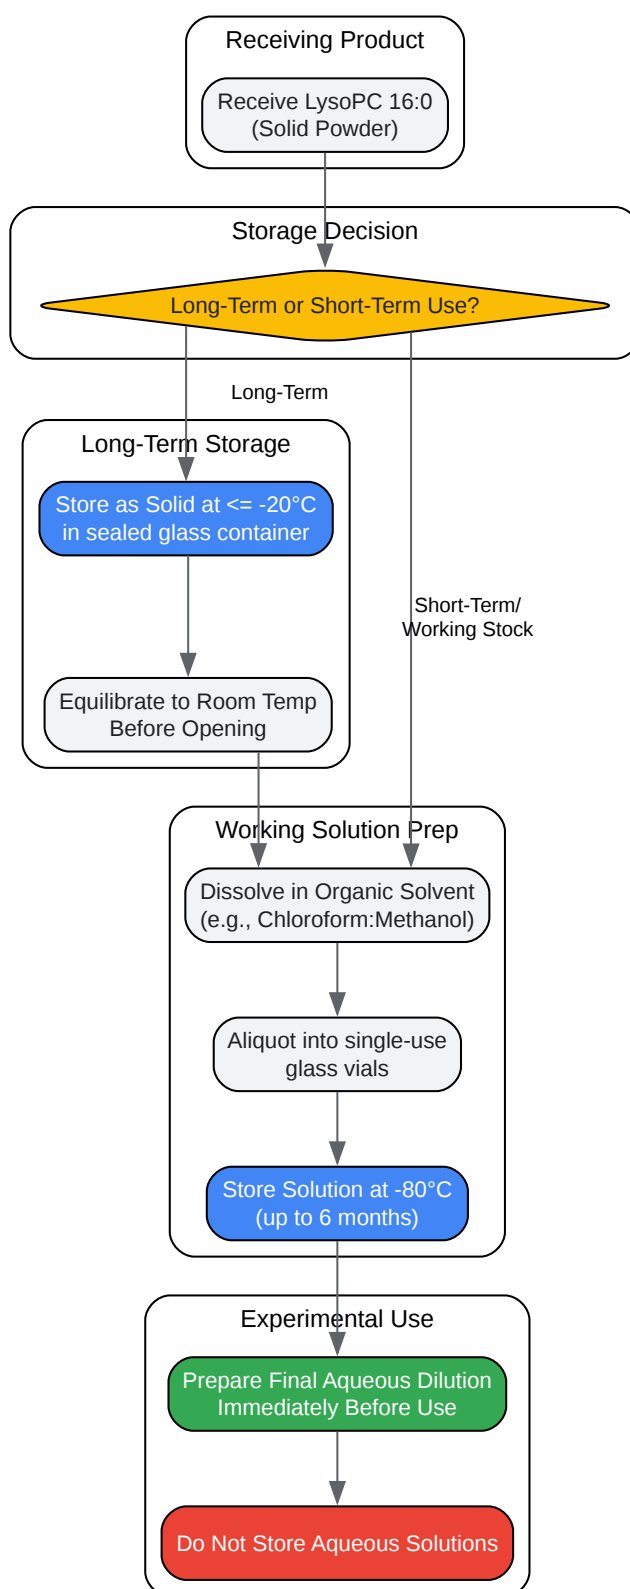 Receiving Product
Receive LysoPC 16:0
(Solid Powder)
Storage Decision
Long-Term or Short-Term Use?
Long-Term
Long-Term Storage
Store as Solid at <= -20°C
in sealed glass container
Short-Term/
Working Stock
Equilibrate to Room Temp
Before Opening
Working Solution Prep
Dissolve in Organic Solvent
(e.g., Chloroform:Methanol)
Aliquot into single-use
glass vials
Store Solution at -80°C
(up to 6 months)
Experimental Use
Prepare Final Aqueous Dilution
Immediately Before Use
Do Not Store Aqueous Solutions